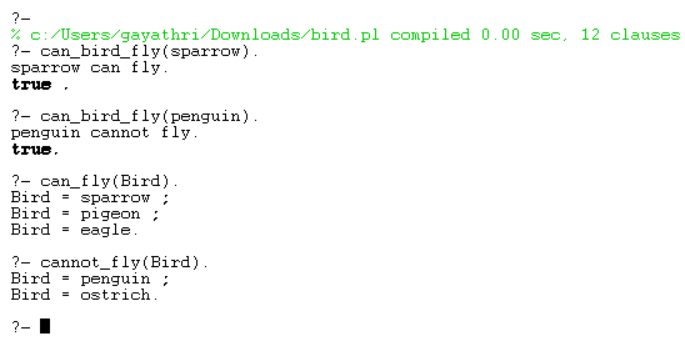 ?-
% c:/Users/gayathri/Downloads/bird.pl compiled 0.00 sec, 12 clauses
?- can_bird_fly(sparrow).
sparrow can fly.
true .
?- can_bird_fly(penguin).
penguin cannot fly.
true.
?- can_fly(Bird).
Bird = sparrow ;
Bird = pigeon ;
Bird = eagle.
?- cannot_fly(Bird).
Bird = penguin ;
Bird = ostrich.
?-